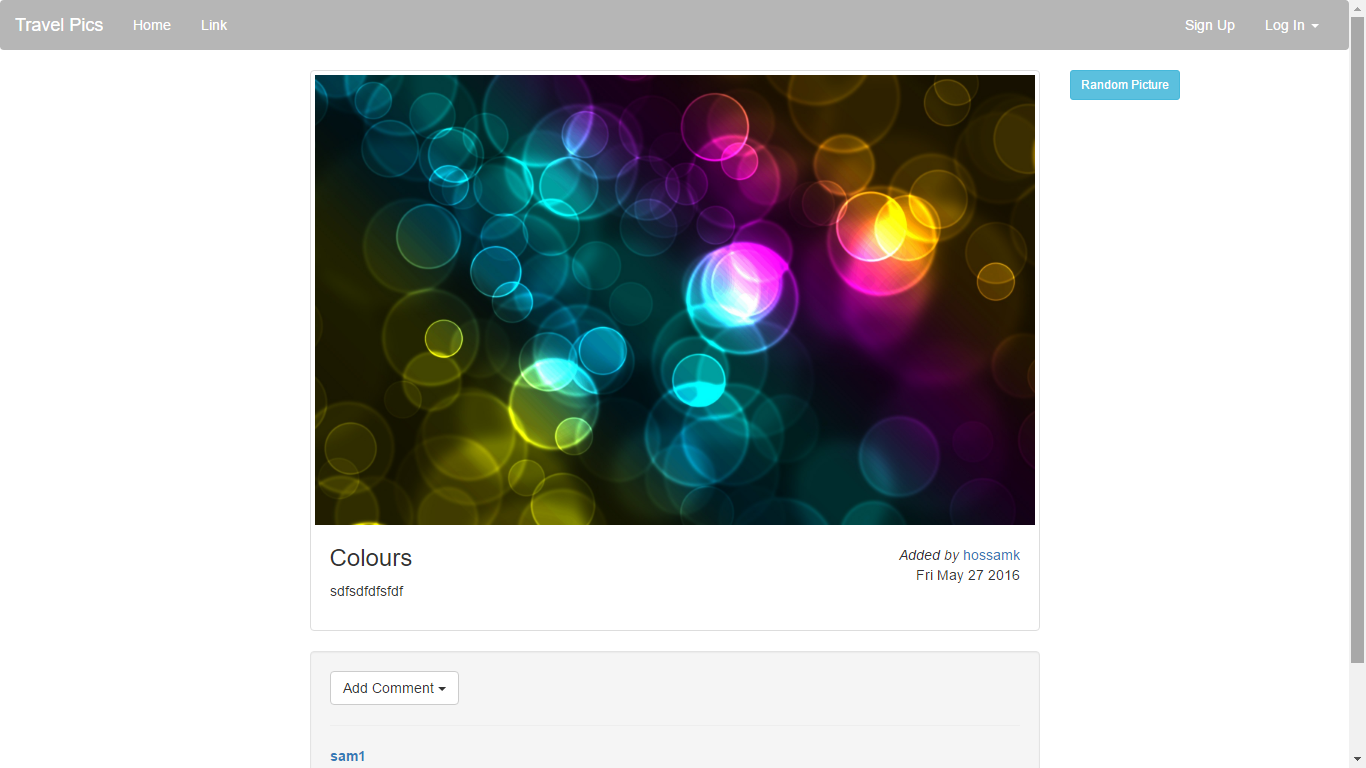 Travel Pics Home Link Sign Up Log In
Random Picture
Colours
Added by hossamk
Fri May 27 2016
sdfsdfdfsfdf
Add Comment
sam1